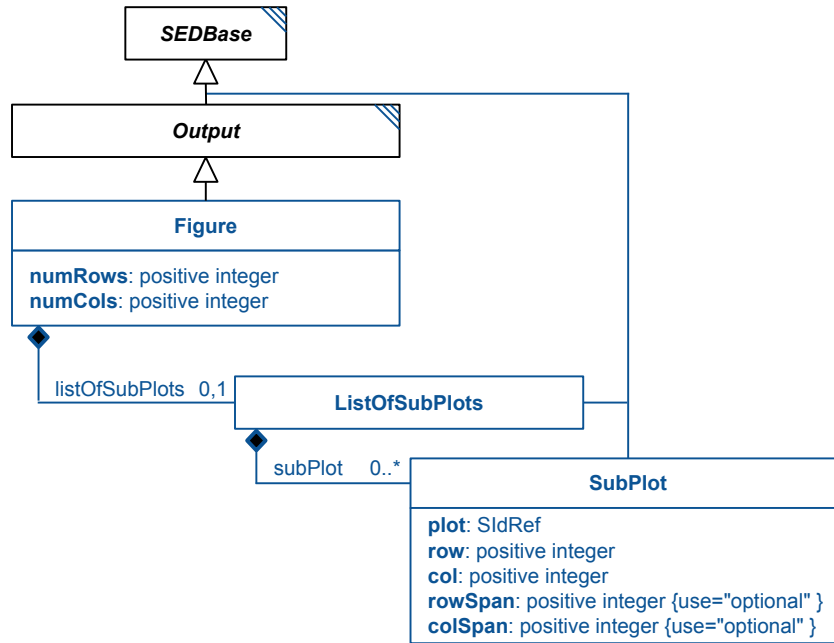 SEDBase
Output
Figure
numRows: positive integer
numCols: positive integer
listOfSubPlots 0,1
ListOfSubPlots
subPlot 0..*
SubPlot
plot: SIdRef
row: positive integer
col: positive integer
rowSpan: positive integer {use="optional" }
colSpan: positive integer {use="optional" }